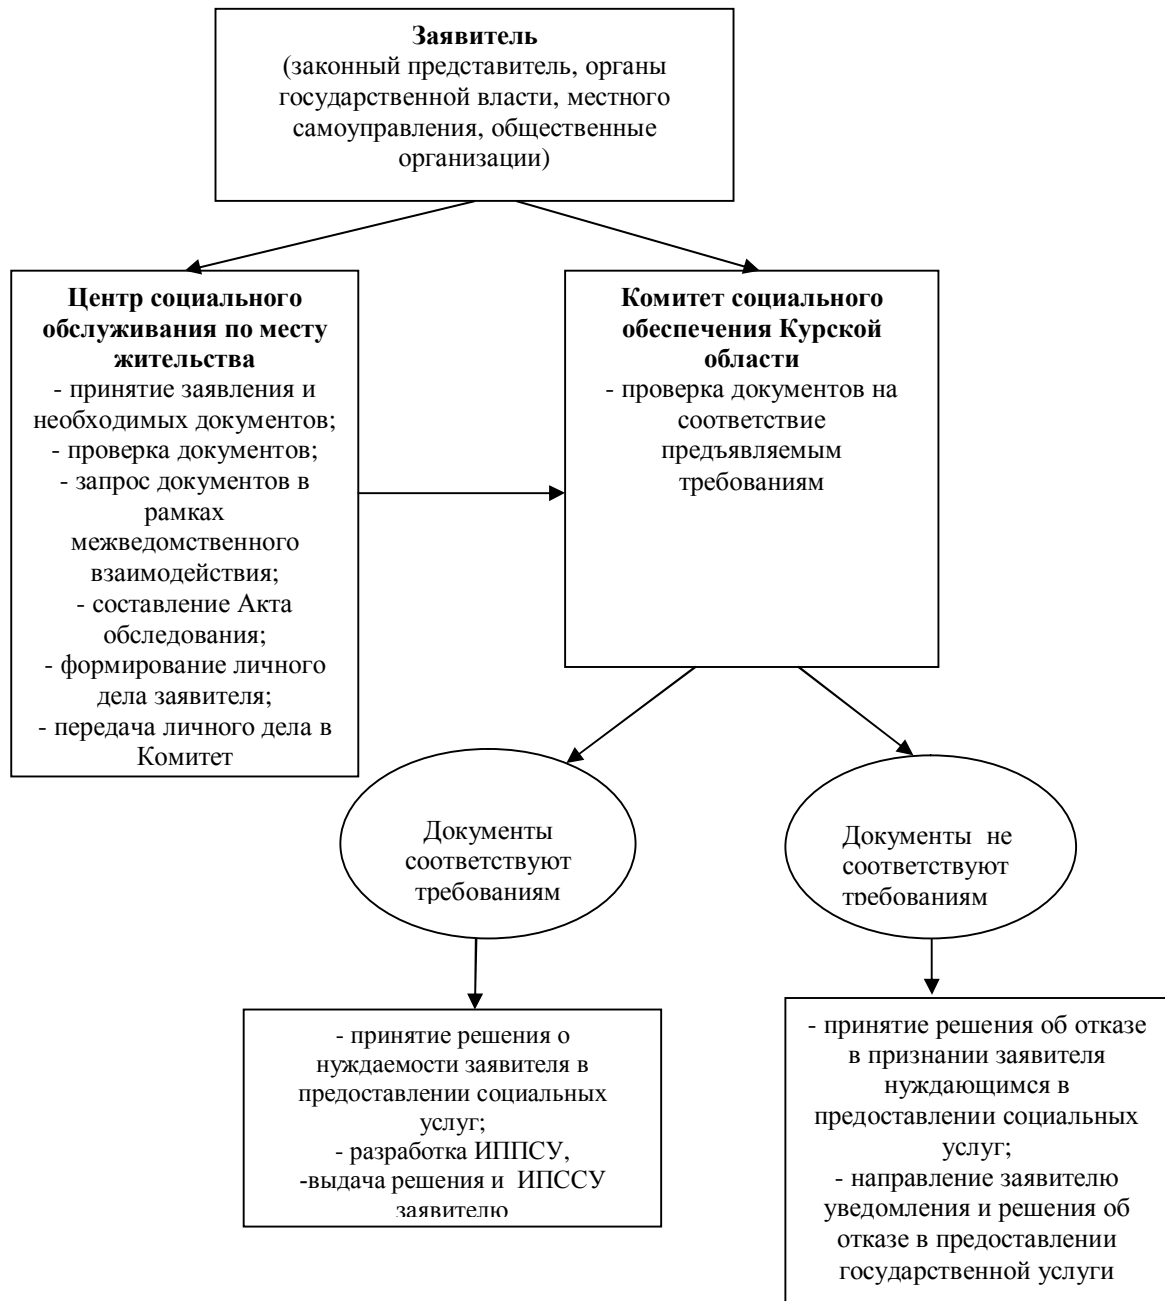 Заявитель
(законный представитель, органы
государственной власти, местного
самоуправления, общественные
организации)
Центр социального
обслуживания по месту
жительства
- принятие заявления и
необходимых документов;
- проверка документов;
- запрос документов в
рамках
межведомственного
взаимодействия;
- составление Акта
обследования;
- формирование личного
дела заявителя;
- передача личного дела в
Комитет
Комитет социального
обеспечения Курской
области
- проверка документов на
соответствие
предъявляемым
требованиям
Документы
соответствуют
требованиям
Документы не
соответствуют
требованиям
- принятие решения о
нуждаемости заявителя в
предоставлении социальных
услуг;
- разработка ИППСУ,
-выдача решения и ИПССУ
заявителю
- принятие решения об отказе
в признании заявителя
нуждающимся в
предоставлении социальных
услуг;
- направление заявителю
уведомления и решения об
отказе в предоставлении
государственной услуги